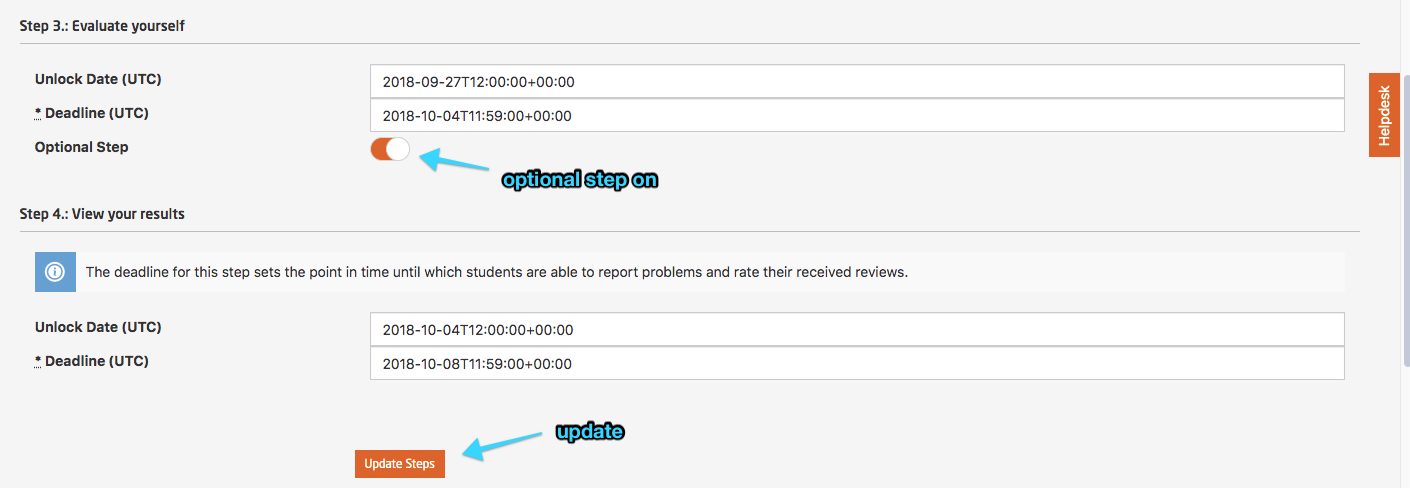 Step 3.: Evaluate yourself
Unlock Date (UTC)
2018-09-27T12:00:00+00:00
* Deadline (UTC)
2018-10-04T11:59:00+00:00
Optional Step
optional step on
Helpdesk
Step 4.: View your results
The deadline for this step sets the point in time until which students are able to report problems and rate their received reviews.
Unlock Date (UTC)
2018-10-04T12:00:00+00:00
* Deadline (UTC)
2018-10-08T11:59:00+00:00
update
Update Steps